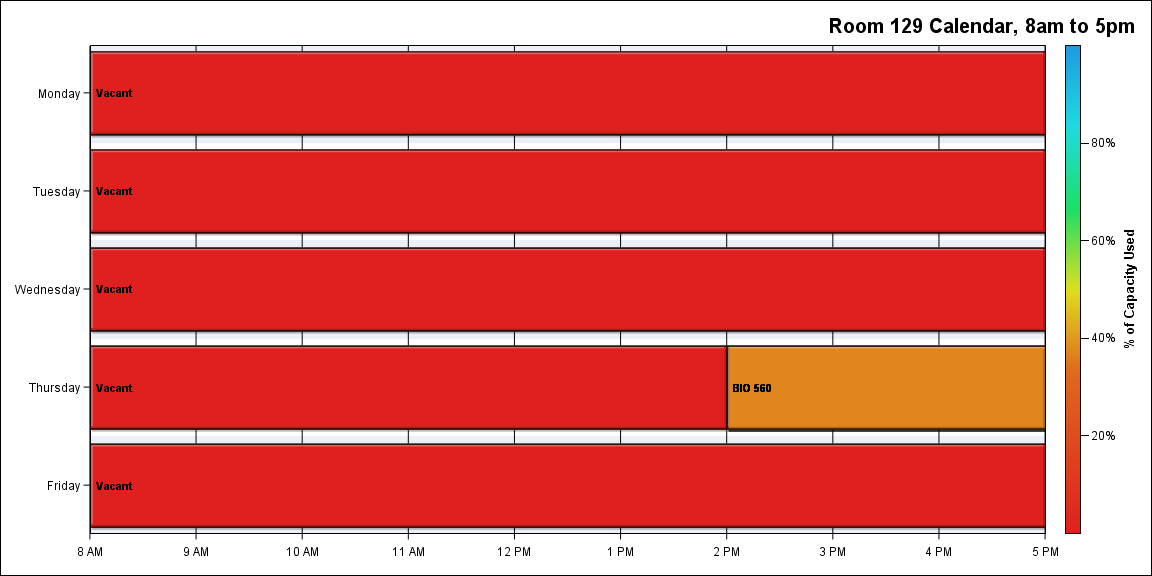 Room 129 Calendar, 8am to 5pm
Monday
Vacant
Tuesday
Vacant
Wednesday
Vacant
Thursday
Vacant
BIO 560
Friday
Vacant
8 AM 9 AM 10 AM 11 AM 12 PM 1 PM 2 PM 3 PM 4 PM 5 PM
80%
60%
40%
20%
% of Capacity Used